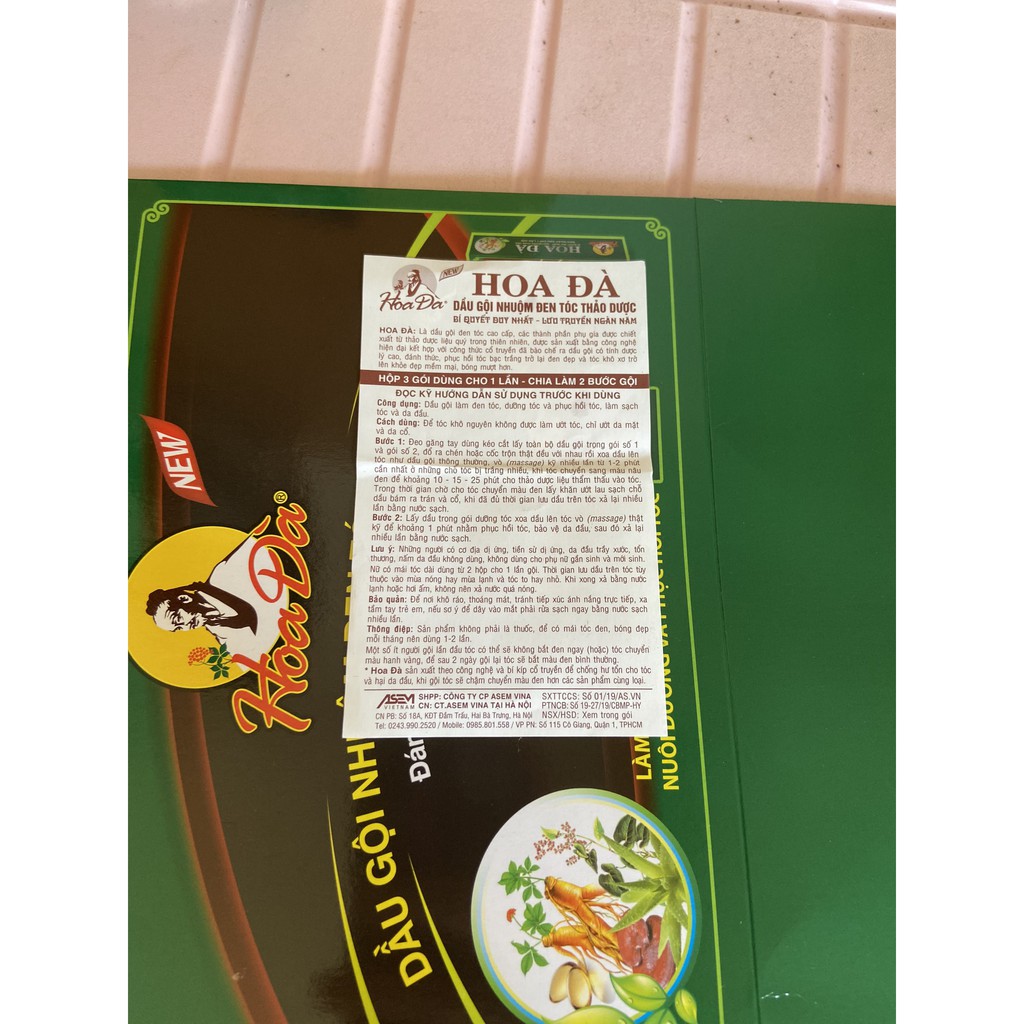 HOA ĐÀ
NEW
HOA ĐÀ
Hoa Đà®
DẦU GỘI NHUỘM ĐEN TÓC THẢO DƯỢC
BÍ QUYẾT DUY NHẤT - LƯU TRUYỀN NGÀN NĂM
HOA ĐÀ: Là dầu gội đen tóc cao cấp, các thành phần phụ gia được chiết
xuất từ thảo dược liệu quý trong thiên nhiên, được sản xuất bằng công nghệ
hiện đại kết hợp với công thức cổ truyền đã bào chế ra dầu gội có tính dược
lý cao, đánh thức, phục hồi tóc bạc trắng trở lại đen đẹp và tóc khô xơ trở
lên khỏe đẹp mềm mại, bóng mượt hơn.
HỘP 3 GÓI DÙNG CHO 1 LẦN - CHIA LÀM 2 BƯỚC GỘI
ĐỌC KỸ HƯỚNG DẪN SỬ DỤNG TRƯỚC KHI DÙNG
Công dụng: Dầu gội làm đen tóc, dưỡng tóc và phục hồi tóc, làm sạch
tóc và da đầu.
Cách dùng: Để tóc khô nguyên không được làm ướt tóc, chỉ ướt da mặt
và da cổ.
Bước 1: Đeo găng tay dùng kéo cắt lấy toàn bộ dầu gội trong gói số 1
và gói số 2, đổ ra chén hoặc cốc trộn thật đều với nhau rồi xoa dầu lên
tóc như dầu gội thông thường, vò (massage) kỹ nhiều lần từ 1-2 phút
cần nhất ở những chỗ tóc bị trắng nhiều, khi tóc chuyển sang màu nâu
đen để khoảng 10 - 15 - 25 phút cho thảo dược liệu thẩm thấu vào tóc.
Trong thời gian chờ cho tóc chuyển màu đen lấy khăn ướt lau sạch chỗ
dầu bám ra trán và cổ, khi đã đủ thời gian lưu dầu trên tóc xả lại nhiều
lần bằng nước sạch.
Bước 2: Lấy dầu trong gói dưỡng tóc xoa dầu lên tóc vò (massage) thật
kỹ để khoảng 1 phút nhằm phục hồi tóc, bảo vệ da đầu, sau đó xả lại
nhiều lần bằng nước sạch.
Lưu ý: Những người có cơ địa dị ứng, tiền sử dị ứng, da đầu trầy xước, tổn
thương, nấm da đầu không dùng, không dùng cho phụ nữ gần sinh và mới sinh.
Nữ có mái tóc dài dùng từ 2 hộp cho 1 lần gội. Thời gian lưu dầu trên tóc tùy
thuộc vào mùa nóng hay mùa lạnh và tóc to hay nhỏ. Khi xong xả bằng nước
lạnh hoặc hơi ấm, không nên xả nước quá nóng.
Bảo quản: Để nơi khô ráo, thoáng mát, tránh tiếp xúc ánh nắng trực tiếp, xa
tầm tay trẻ em, nếu sơ ý để dây vào mắt phải rửa sạch ngay bằng nước sạch
nhiều lần.
Thông điệp: Sản phẩm không phải là thuốc, để có mái tóc đen, bóng đẹp
mỗi tháng nên dùng 1-2 lần.
Một số ít người gội lần đầu tóc có thể sẽ không bắt đen ngay (hoặc) tóc chuyển
màu hanh vàng, để sau 2 ngày gội lại tóc sẽ bắt màu đen bình thường.
* Hoa Đà sản xuất theo công nghệ và bí kíp cổ truyền để chống hư tổn cho tóc
và hại da đầu, khi gội tóc sẽ chậm chuyển màu đen hơn các sản phẩm cùng loại.
ASEM VIETNAM
SHPP: CÔNG TY CP ASEM VINA
CN: CT.ASEM VINA TẠI HÀ NỘI
SXTTCCS: Số 01/19/AS.VN
PTNCB: Số 19-27/19/CBMP-HY
CN PB: Số 18A, KĐT Đầm Trấu, Hai Bà Trưng, Hà Nội
NSX/HSD: Xem trong gói
Tel: 0243.990.2520 / Mobile: 0985.801.558 / VP PN: Số 115 Cô Giang, Quận 1, TPHCM
NEW
Hoa Đà®
DẦU GỘI
LÀM
NUÔI DƯỠNG VÀ PHỤC HỒI TÓC